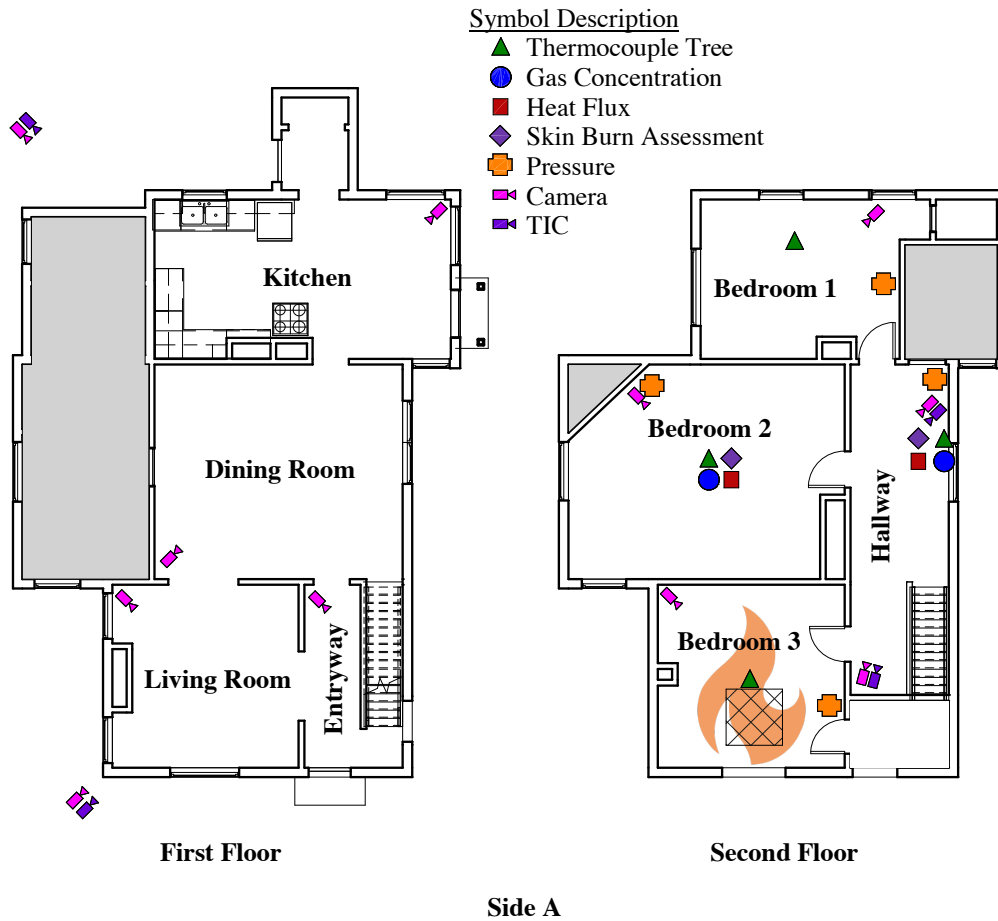 Symbol Description
Thermocouple Tree
Gas Concentration
Heat Flux
Skin Burn Assessment
Pressure
Camera
TIC
Kitchen
Dining Room
Living Room
Entryway
Bedroom 1
Bedroom 2
Hallway
Bedroom 3
First Floor
Second Floor
Side A